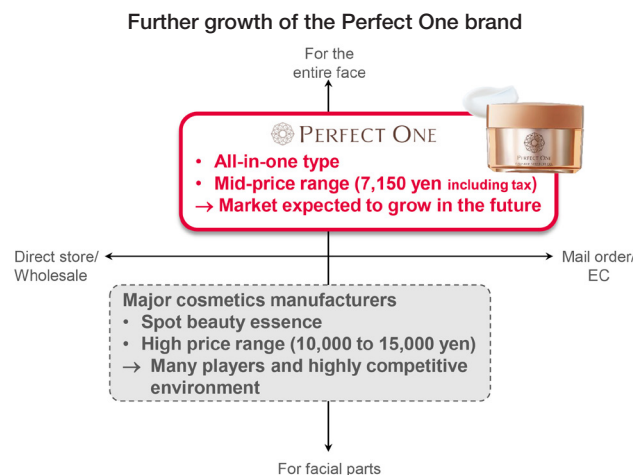 Further growth of the Perfect One brand
For the
entire face
PERFECT ONE
• All-in-one type
• Mid-price range (7,150 yen including tax)
→ Market expected to grow in the future
PERFECT ONE
Direct store/
Wholesale
Mail order/
EC
Major cosmetics manufacturers
• Spot beauty essence
• High price range (10,000 to 15,000 yen)
→ Many players and highly competitive
environment
For facial parts